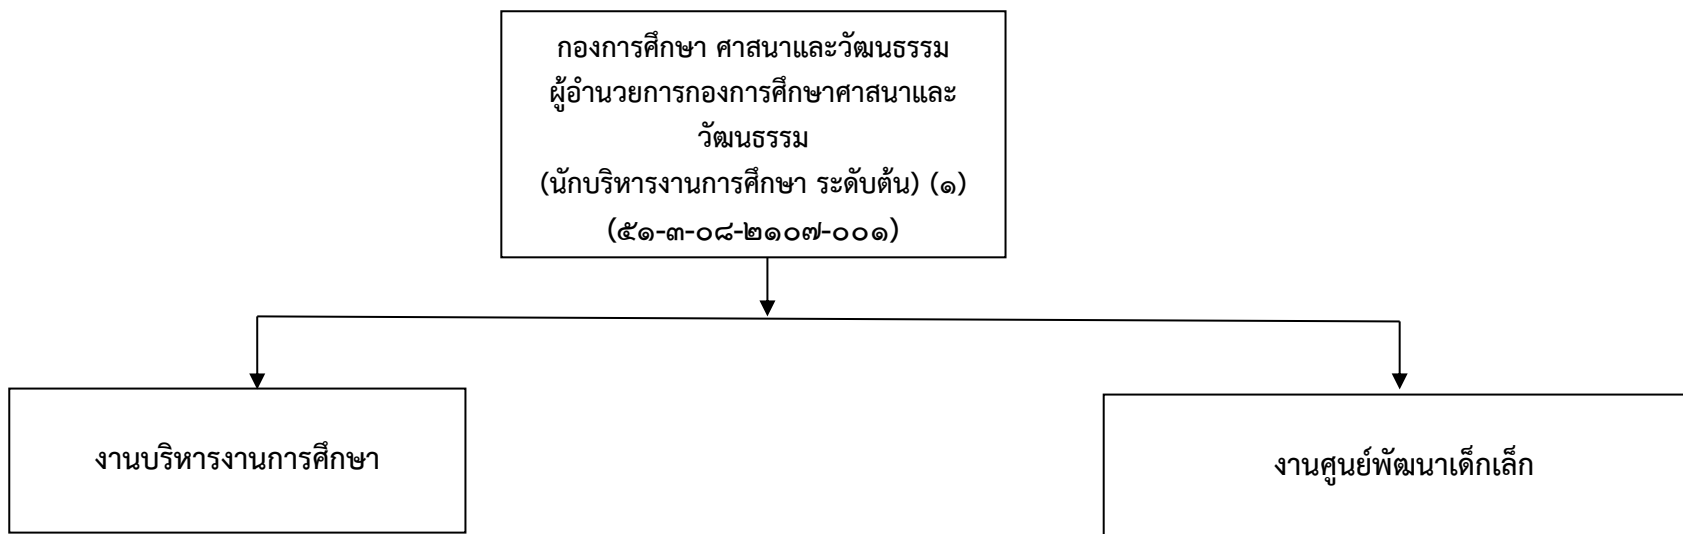 กองการศึกษา ศาสนาและวัฒนธรรม
ผู้อำนวยการกองการศึกษาศาสนาและ
วัฒนธรรม
(นักบริหารงานการศึกษา ระดับต้น) (๑)
(๕๑-๓-๐๘-๒๑๐๗-๐๐๑)
งานบริหารงานการศึกษา
งานศูนย์พัฒนาเด็กเล็ก